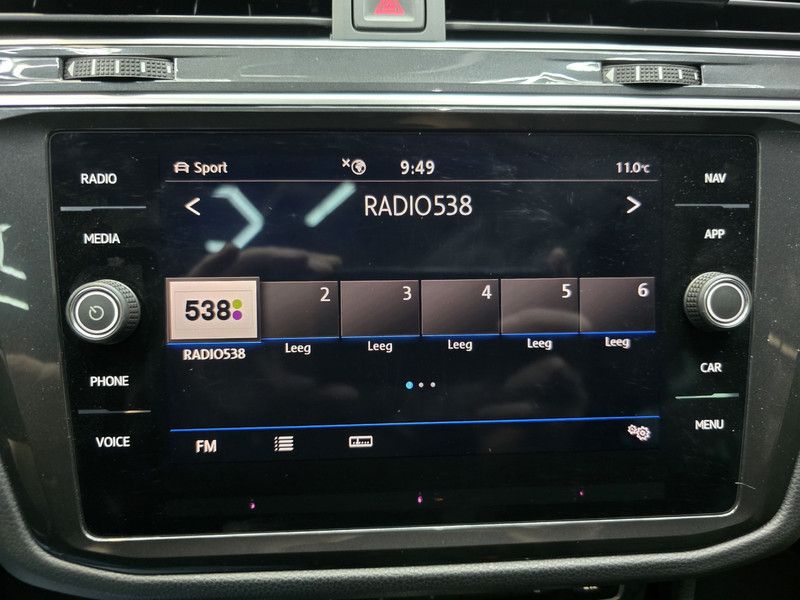 RADIO
MEDIA
PHONE
VOICE
Sport
9:49
11.0°C
RADIO538
538
2
3
4
5
6
RADIO538
Leeg
Leeg
Leeg
Leeg
Leeg
FM
NAV
APP
CAR
MENU